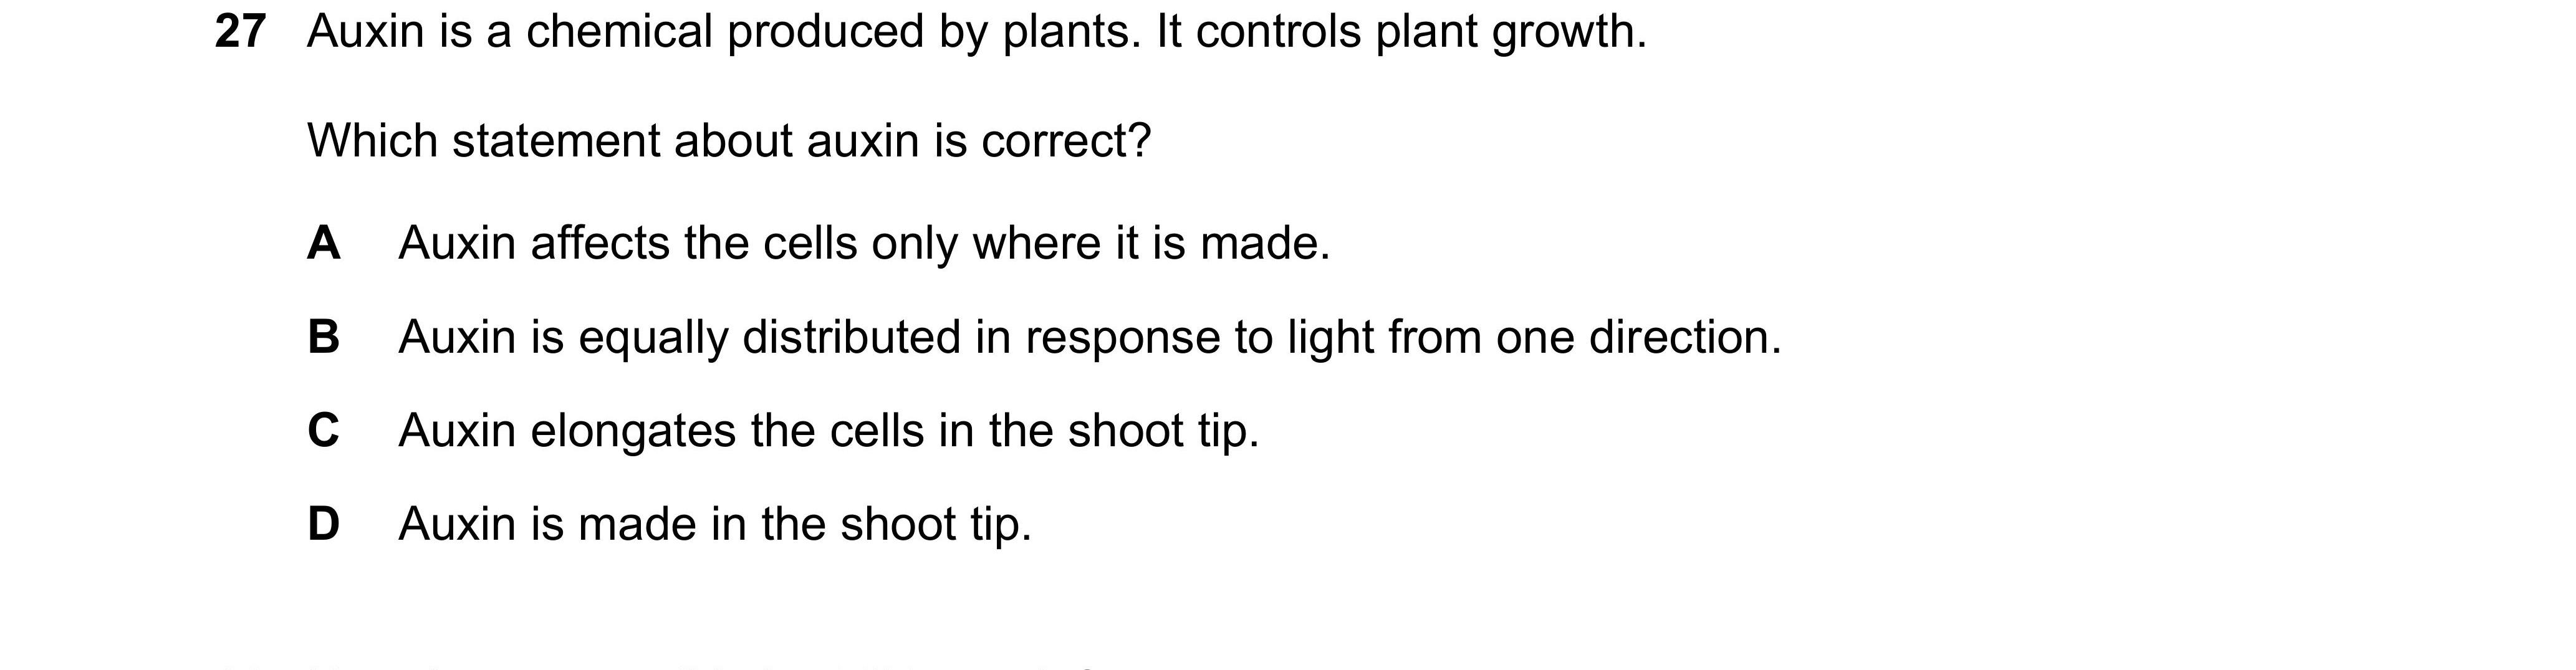 27 Auxin is a chemical produced by plants. It controls plant growth.
Which statement about auxin is correct?
A Auxin affects the cells only where it is made.
B Auxin is equally distributed in response to light from one direction.
C Auxin elongates the cells in the shoot tip.
D Auxin is made in the shoot tip.